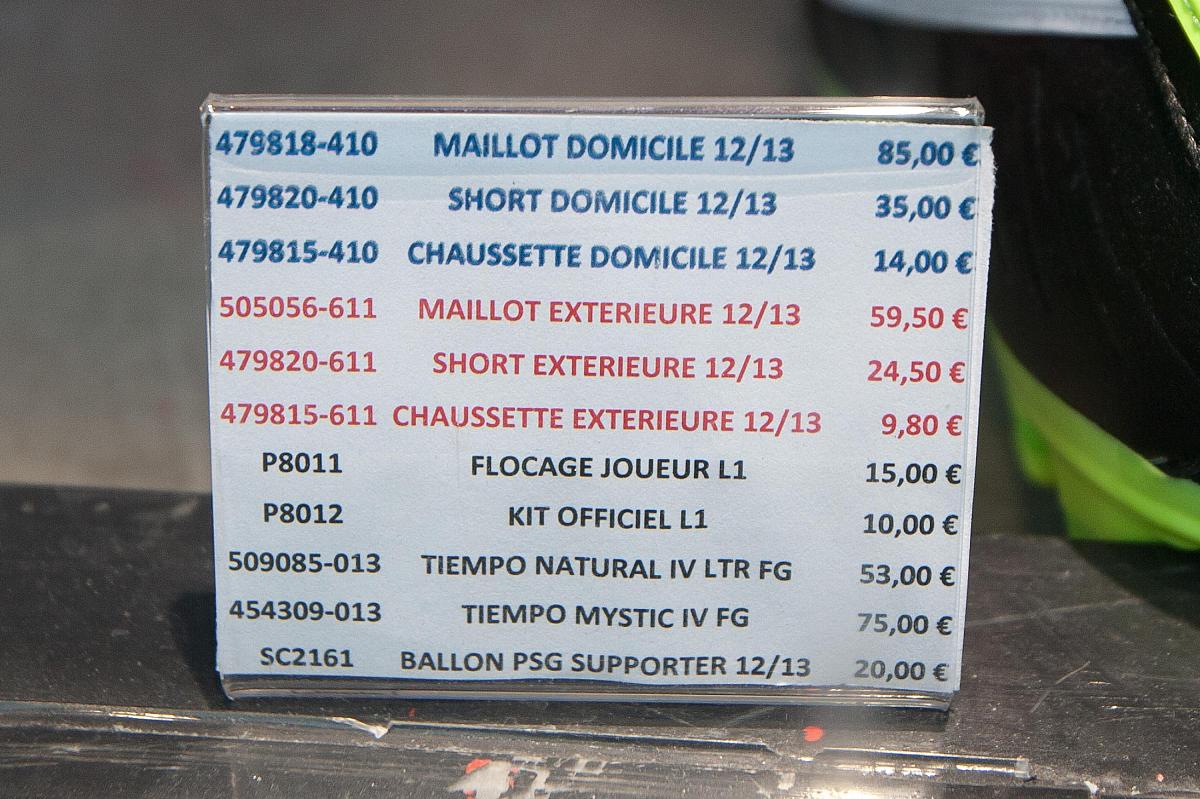 479818-410 MAILLOT DOMICILE 12/13 85,00 €
479820-410 SHORT DOMICILE 12/13 35,00 €
479815-410 CHAUSSETTE DOMICILE 12/13 14,00 €
505056-611 MAILLOT EXTERIEURE 12/13 59,50 €
479820-611 SHORT EXTERIEURE 12/13 24,50 €
479815-611 CHAUSSETTE EXTERIEURE 12/13 9,80 €
P8011 FLOCAGE JOUEUR L1 15,00 €
P8012 KIT OFFICIEL L1 10,00 €
509085-013 TIEMPO NATURAL IV LTR FG 53,00 €
454309-013 TIEMPO MYSTIC IV FG 75,00 €
SC2161 BALLON PSG SUPPORTER 12/13 20,00 €